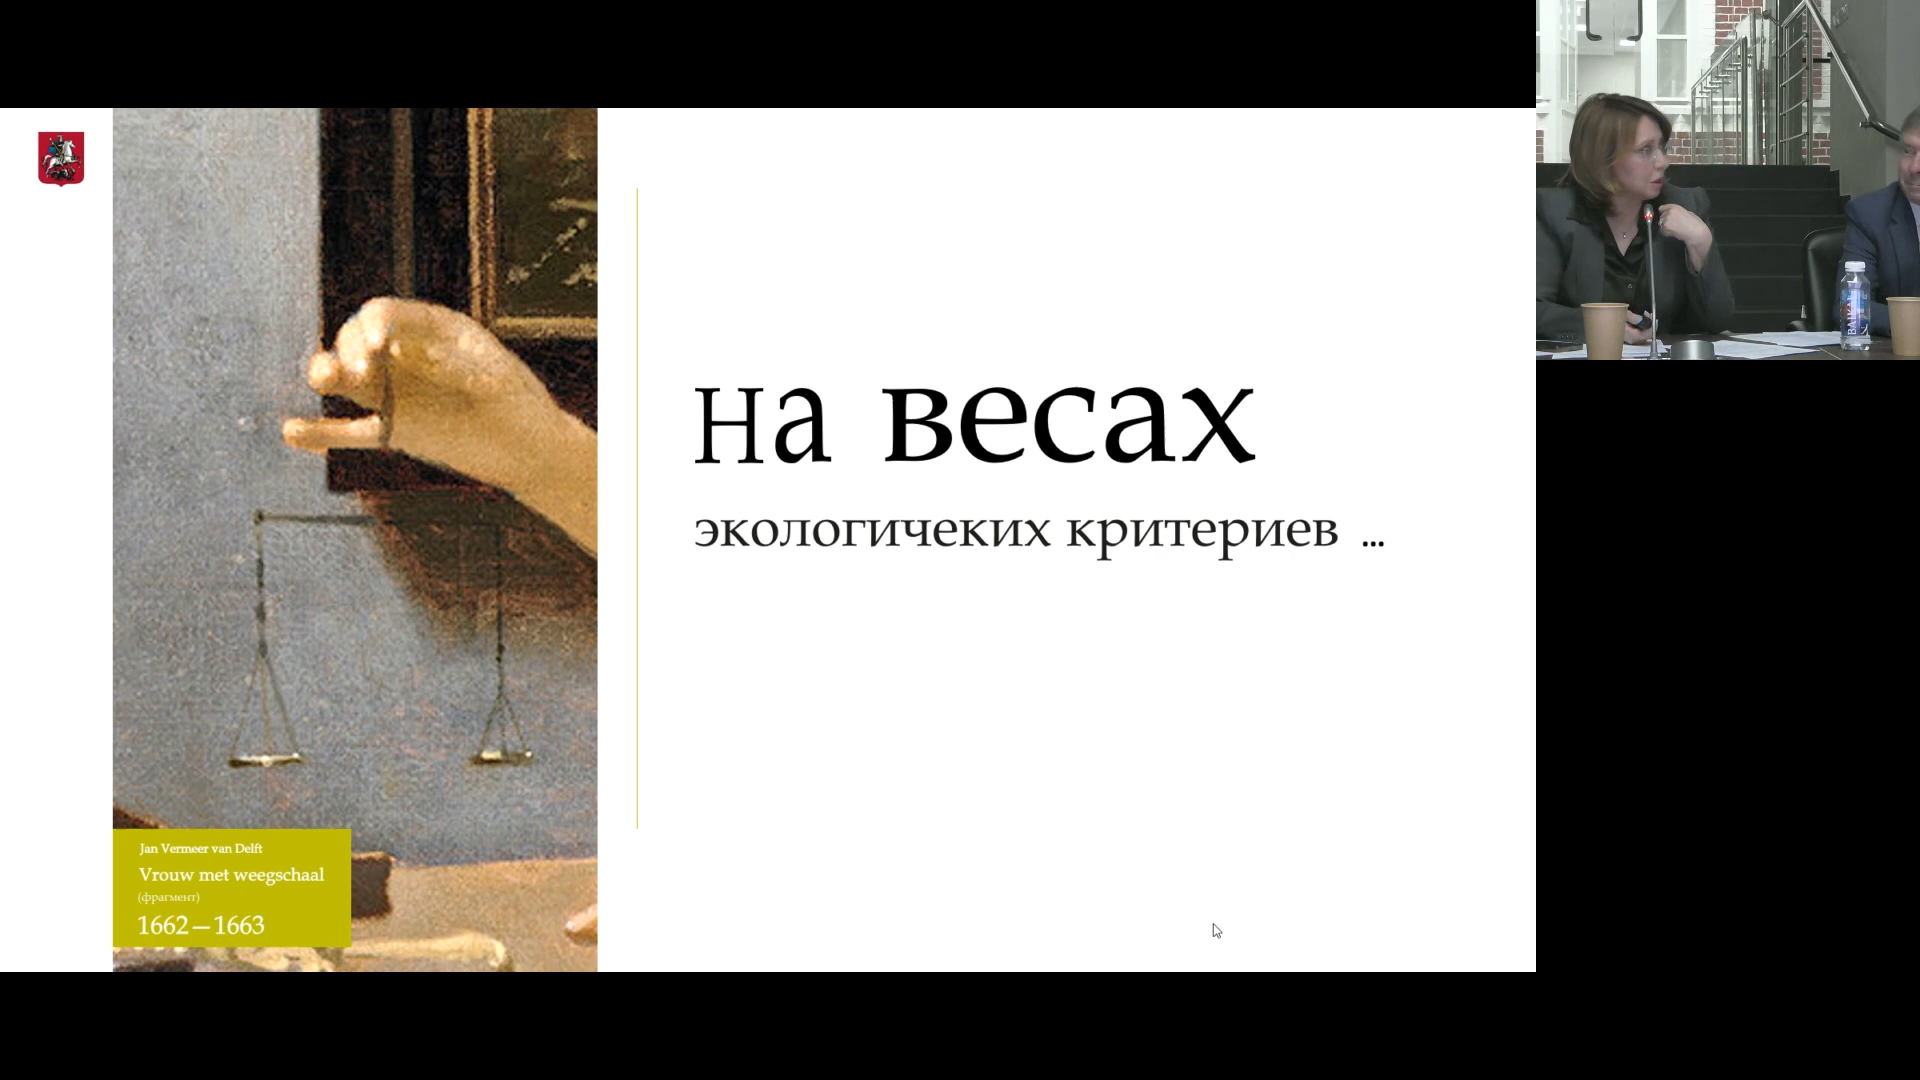 на весах
экологичеких критериев ...
Jan Vermeer van Delft
Vrouw met weegschaal
(фрагмент)
1662—1663